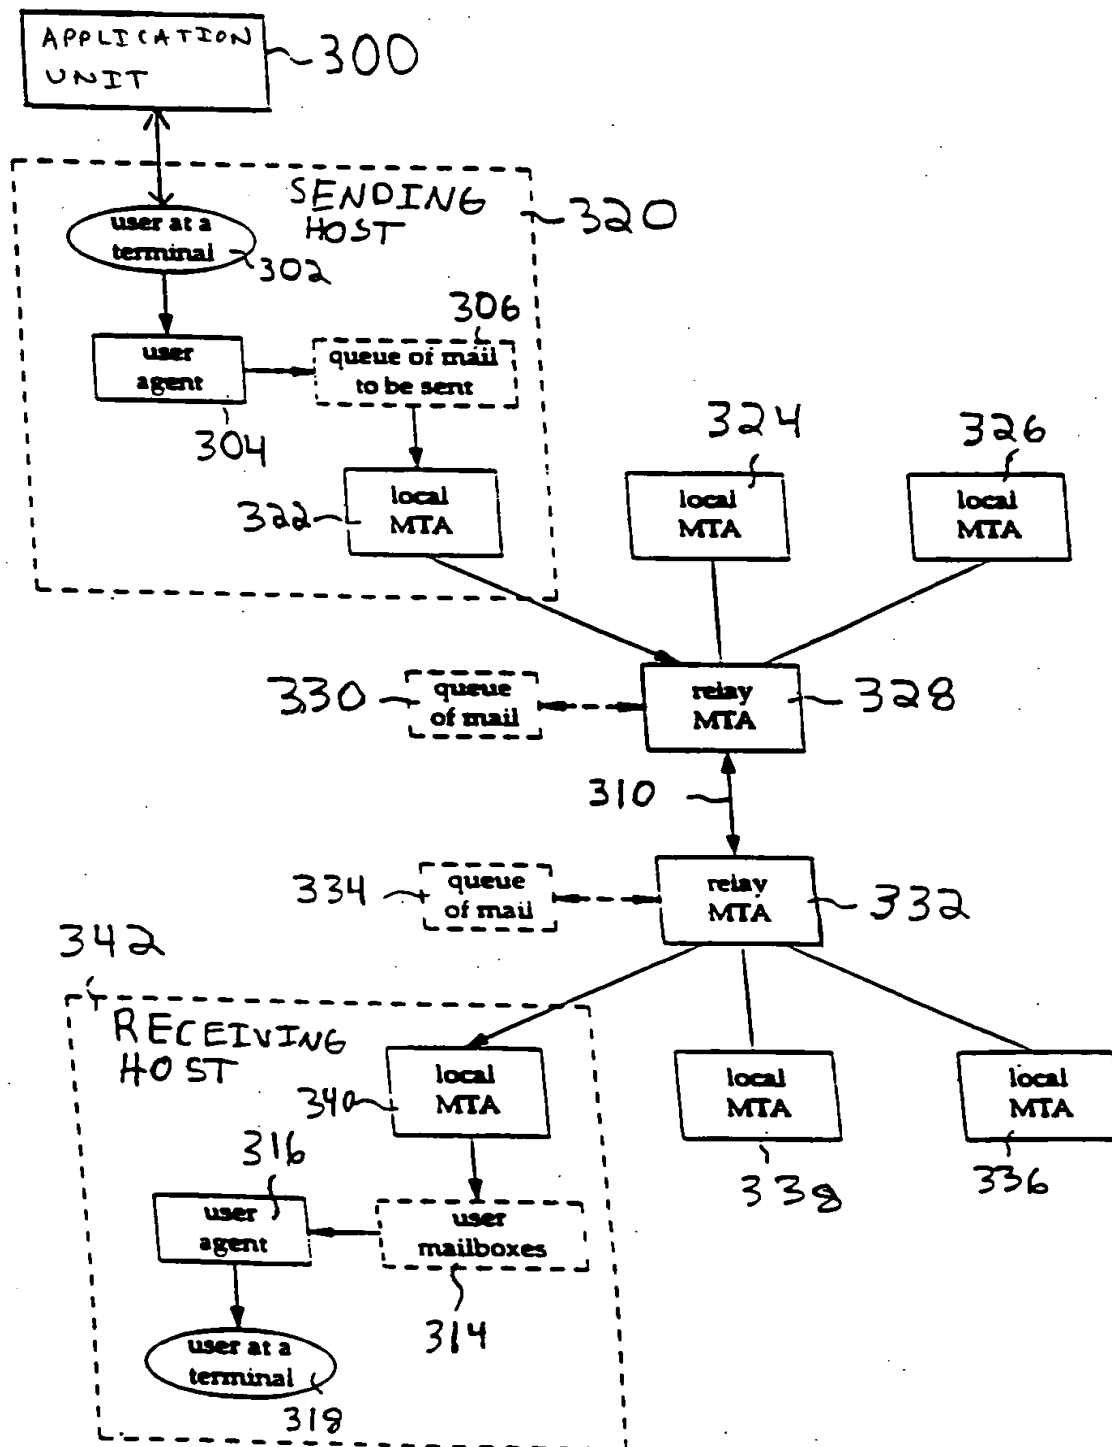 APPLICATION
UNIT
300
SENDING
HOST
320
user at a
terminal
302
306
user
agent
304
queue of mail
to be sent
324
326
322
local
MTA
local
MTA
local
MTA
330
queue
of mail
relay
MTA
328
310
334
queue
of mail
relay
MTA
332
342
RECEIVING
HOST
340
local
MTA
local
MTA
338
local
MTA
336
316
user
agent
user
mailboxes
314
user at a
terminal
318